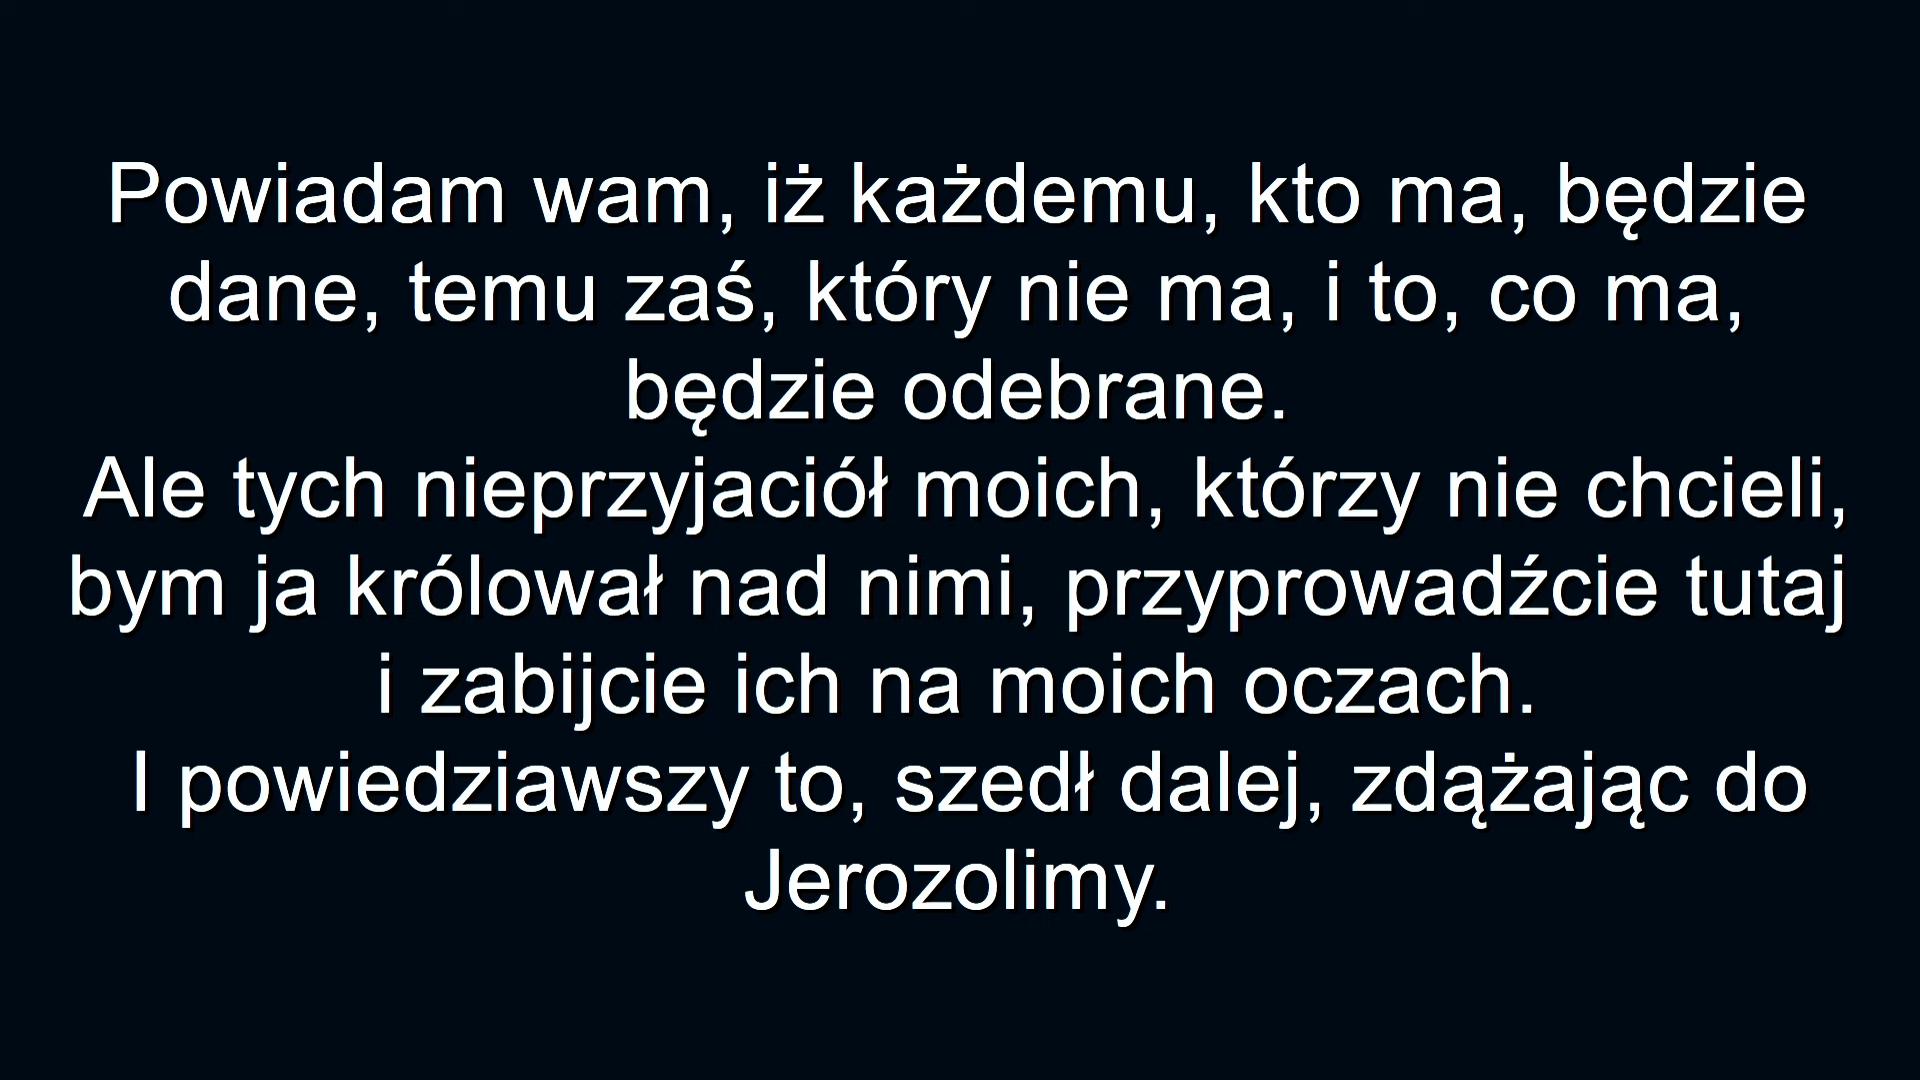 Powiadam wam, iż każdemu, kto ma, będzie
dane, temu zaś, który nie ma, i to, co ma,
będzie odebrane.
Ale tych nieprzyjaciół moich, którzy nie chcieli,
bym ja królował nad nimi, przyprowadźcie tutaj
i zabijcie ich na moich oczach.
I powiedziawszy to, szedł dalej, zdążając do
Jerozolimy.